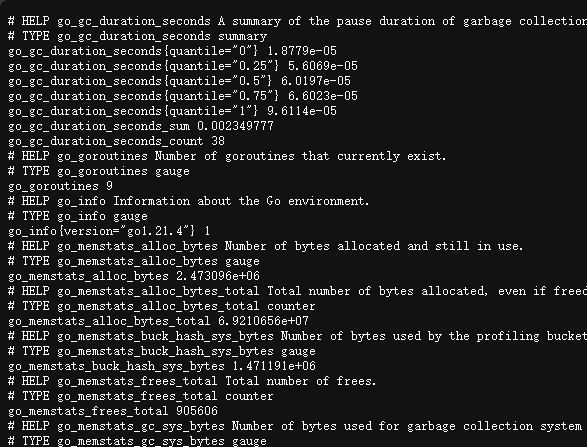 # HELP go_gc_duration_seconds A summary of the pause duration of garbage collection
# TYPE go_gc_duration_seconds summary
go_gc_duration_seconds{quantile="0"} 1.8779e-05
go_gc_duration_seconds{quantile="0.25"} 5.6069e-05
go_gc_duration_seconds{quantile="0.5"} 6.0197e-05
go_gc_duration_seconds{quantile="0.75"} 6.6023e-05
go_gc_duration_seconds{quantile="1"} 9.6114e-05
go_gc_duration_seconds_sum 0.002349777
go_gc_duration_seconds_count 38
# HELP go_goroutines Number of goroutines that currently exist.
# TYPE go_goroutines gauge
go_goroutines 9
# HELP go_info Information about the Go environment.
# TYPE go_info gauge
go_info{version="go1.21.4"} 1
# HELP go_memstats_alloc_bytes Number of bytes allocated and still in use.
# TYPE go_memstats_alloc_bytes gauge
go_memstats_alloc_bytes 2.473096e+06
# HELP go_memstats_alloc_bytes_total Total number of bytes allocated, even if freed
# TYPE go_memstats_alloc_bytes_total counter
go_memstats_alloc_bytes_total 6.9210656e+07
# HELP go_memstats_buck_hash_sys_bytes Number of bytes used by the profiling bucket
# TYPE go_memstats_buck_hash_sys_bytes gauge
go_memstats_buck_hash_sys_bytes 1.471191e+06
# HELP go_memstats_frees_total Total number of frees.
# TYPE go_memstats_frees_total counter
go_memstats_frees_total 905606
# HELP go_memstats_gc_sys_bytes Number of bytes used for garbage collection system
# TYPE go_memstats_gc_sys_bytes gauge